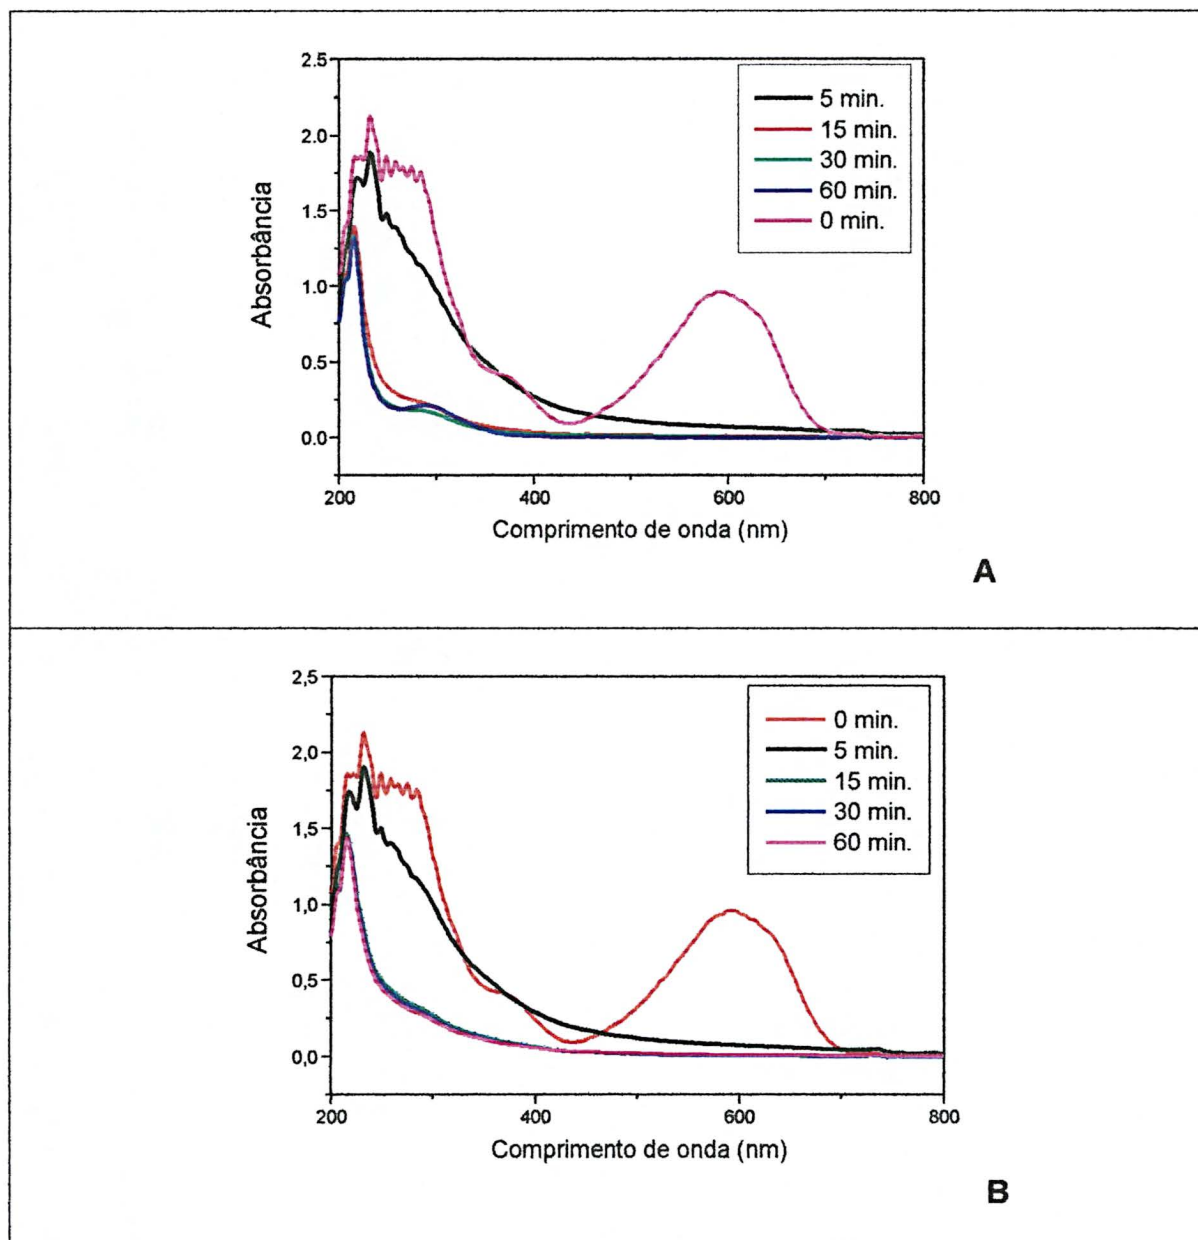 2.5
2.0
1.5
1.0
0.5
0.0
Absorbância
5 min.
15 min.
30 min.
60 min.
0 min.
200 400 600 800
Comprimento de onda (nm)
A
2,5
2,0
1,5
1,0
0,5
0,0
Absorbância
0 min.
5 min.
15 min.
30 min.
60 min.
200 400 600 800
Comprimento de onda (nm)
B